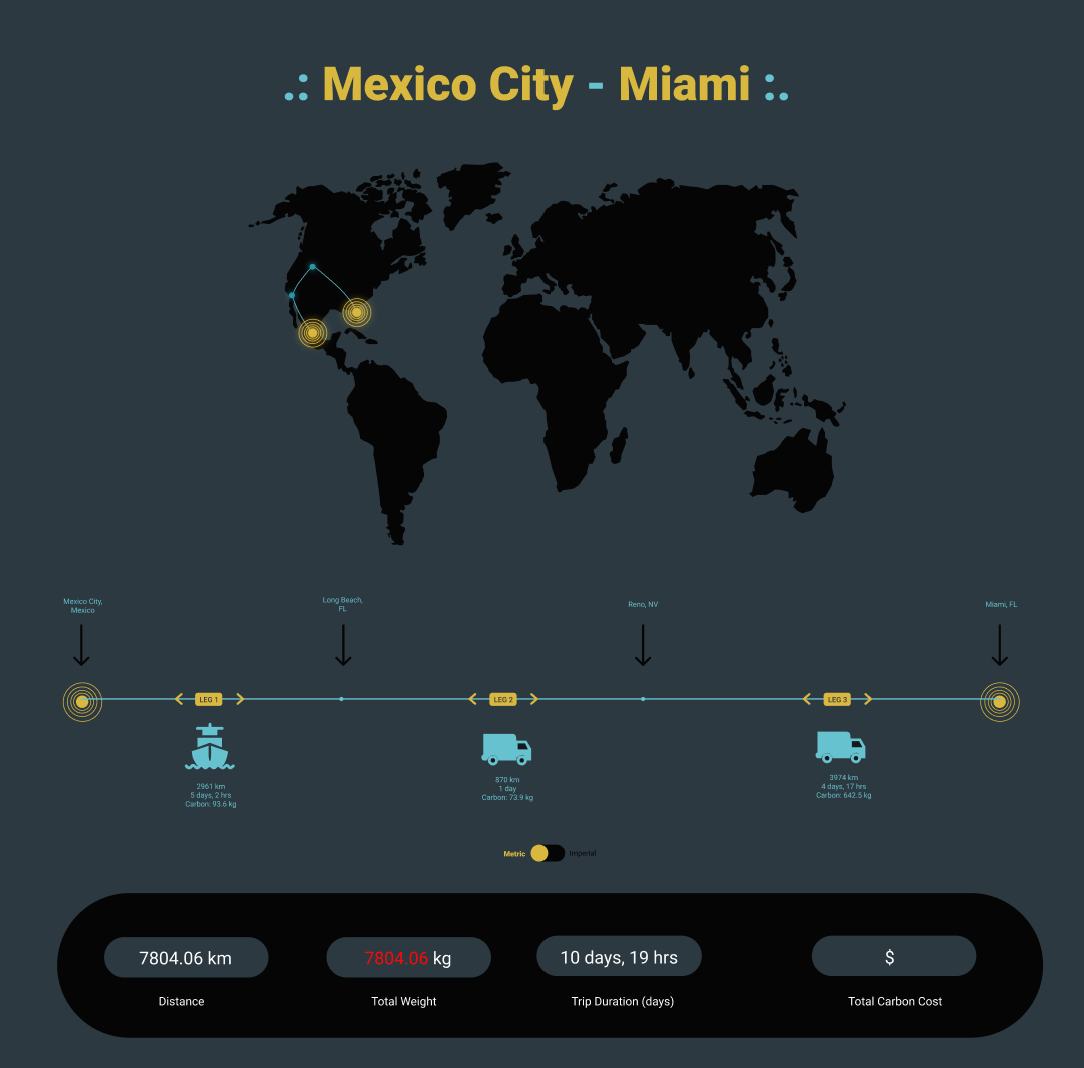 .: Mexico City - Miami :.
Mexico City,
Mexico
Long Beach,
FL
Reno, NV
Miami, FL
LEG 1
LEG 2
LEG 3
2961 km
5 days, 2 hrs
Carbon: 93.6 kg
870 km
1 day
Carbon: 73.9 kg
3974 km
4 days, 17 hrs
Carbon: 642.5 kg
Metric
Imperial
7804.06 km
7804.06 kg
10 days, 19 hrs
$
Distance
Total Weight
Trip Duration (days)
Total Carbon Cost